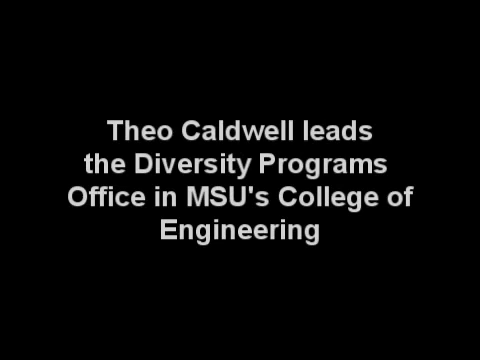 Theo Caldwell leads
the Diversity Programs
Office in MSU's College of
Engineering